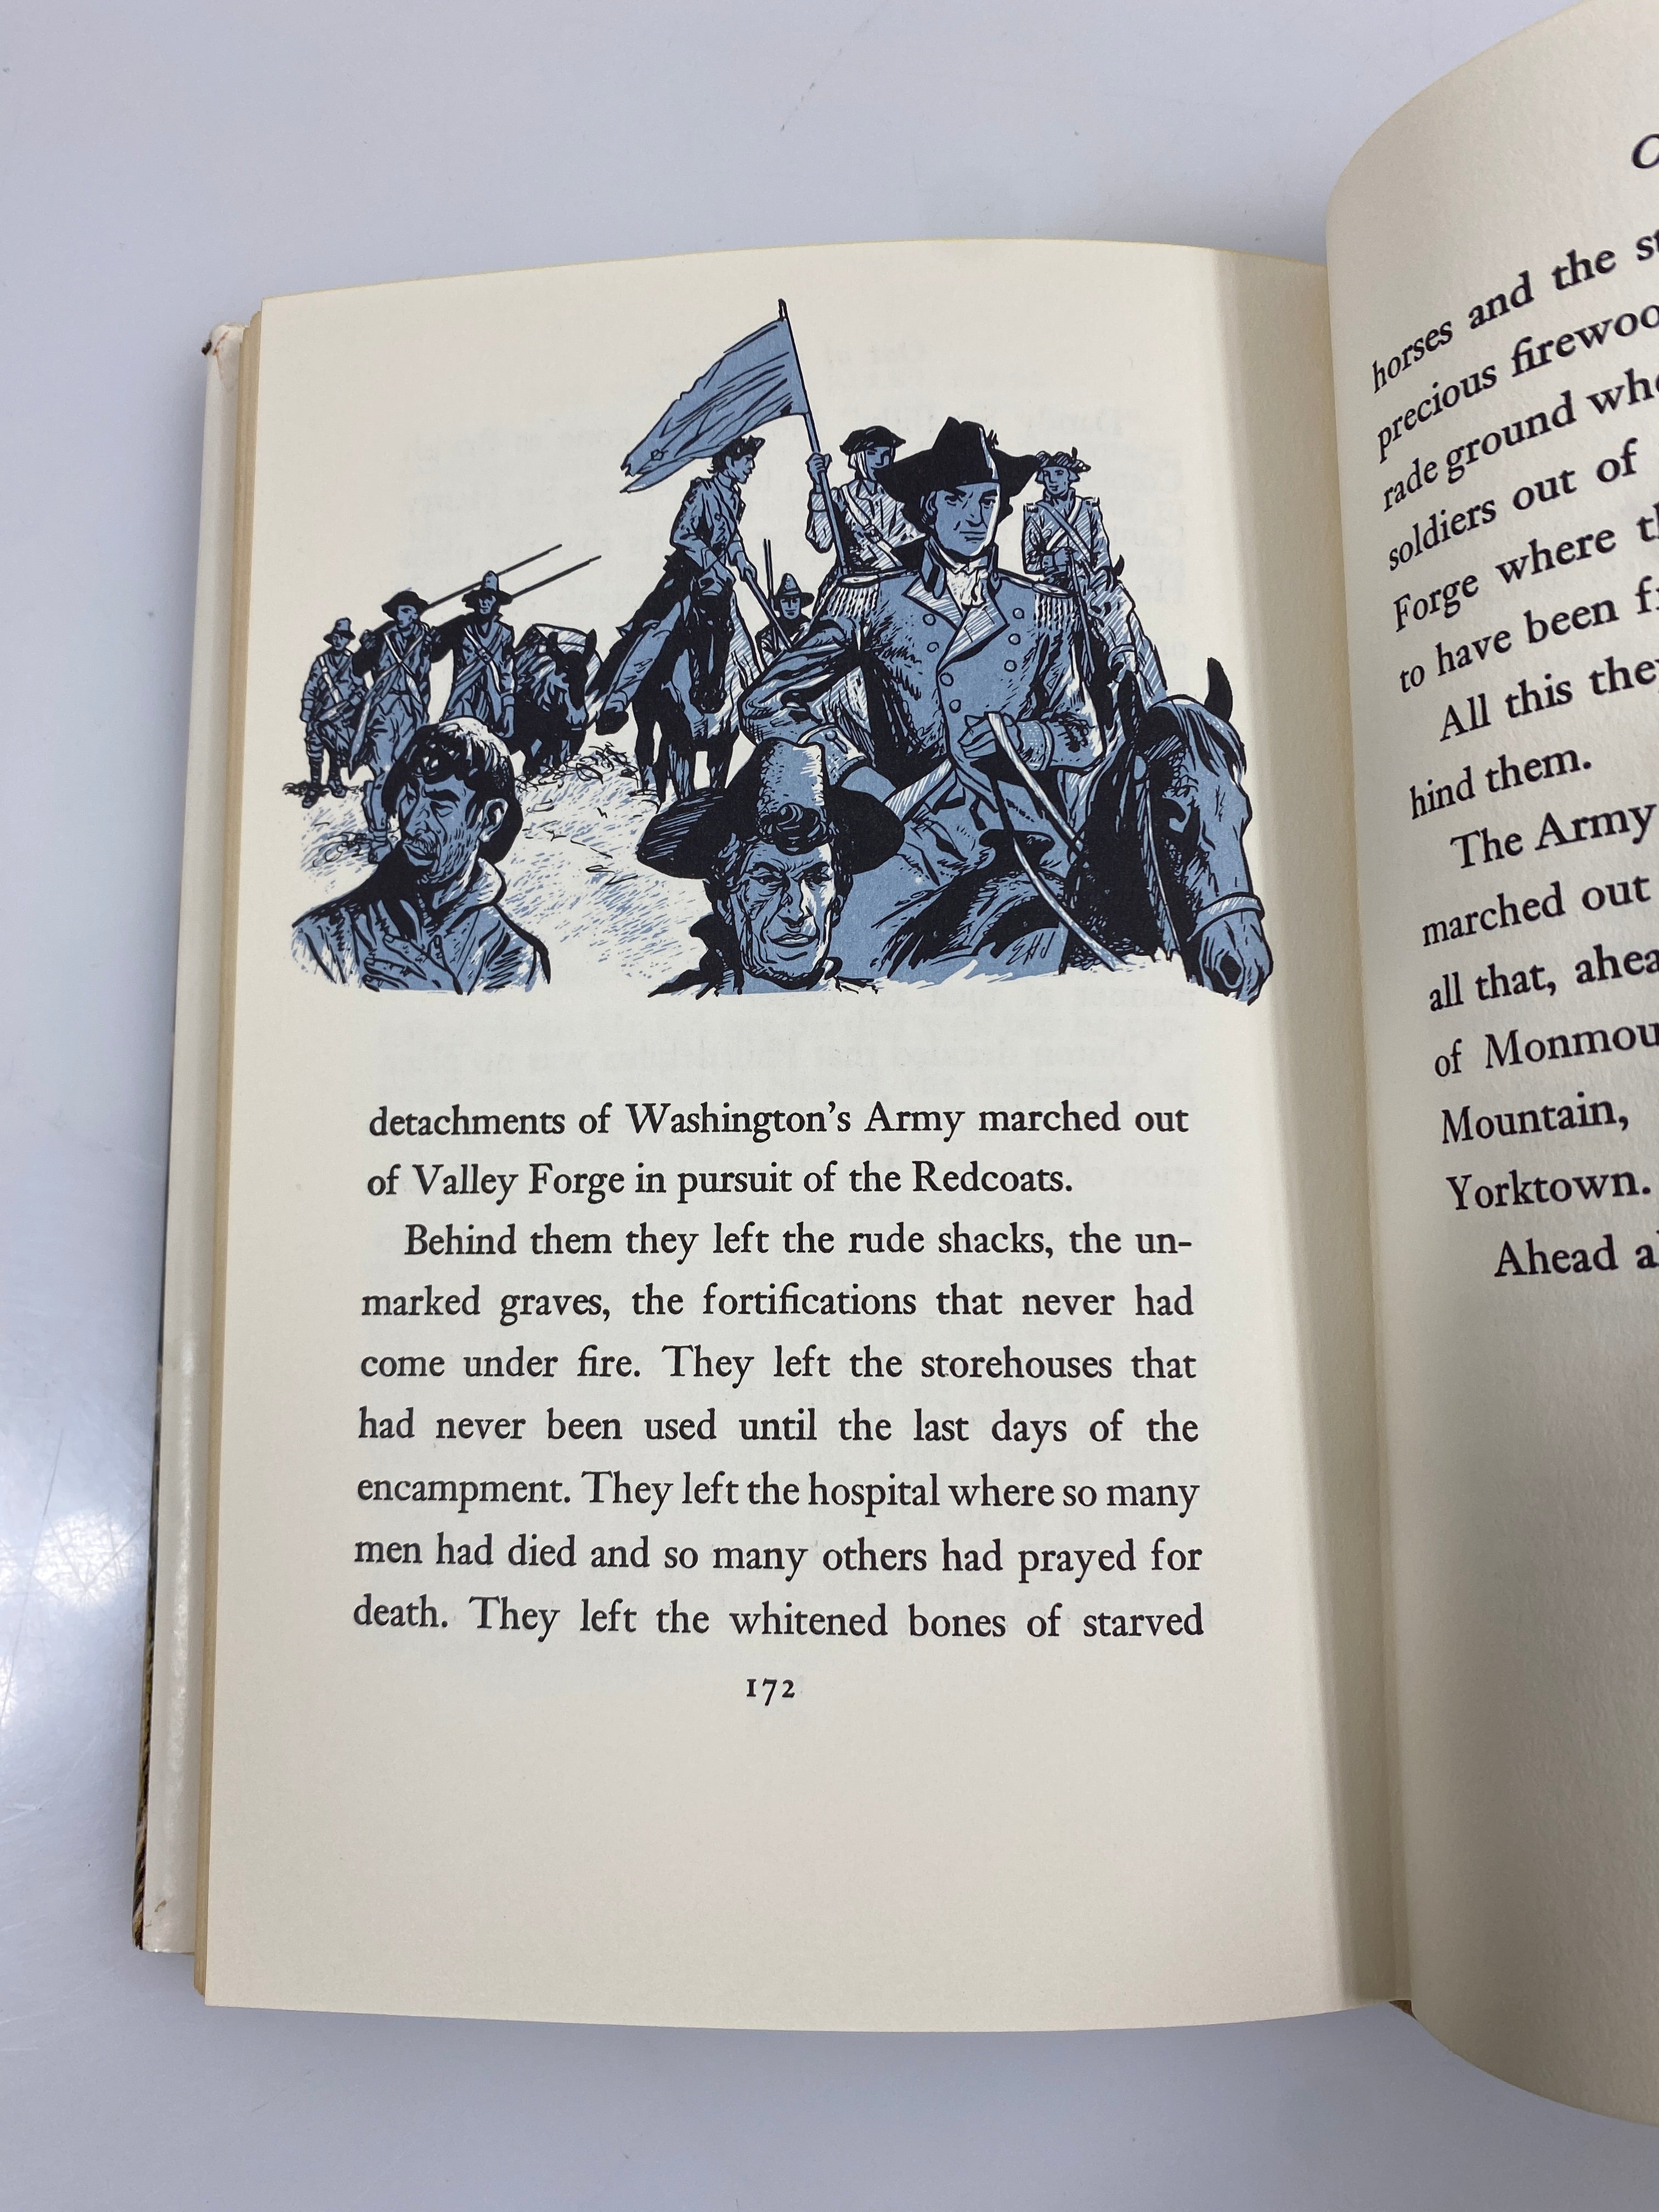 detachments of Washington's Army marched out
of Valley Forge in pursuit of the Redcoats.
Behind them they left the rude shacks, the un-
marked graves, the fortifications that never had
come under fire. They left the storehouses that
had never been used until the last days of the
encampment. They left the hospital where so many
men had died and so many others had prayed for
death. They left the whitened bones of starved
172
horses and the
precious
rade ground
soldiers out of
Forge where
to have been
All this they
hind them.
The Army
marched out
all that,
of
Mountain,
Yorktown.
Ahead